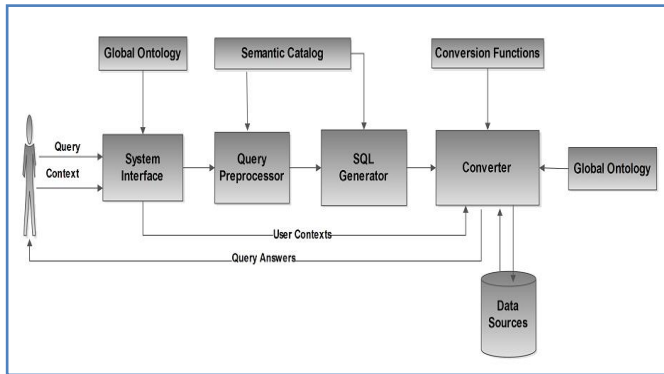 Global Ontology
Semantic Catalog
Conversion Functions
Query
Context
System
Interface
Query
Preprocessor
SQL
Generator
Converter
Global Ontology
User Contexts
Query Answers
Data
Sources